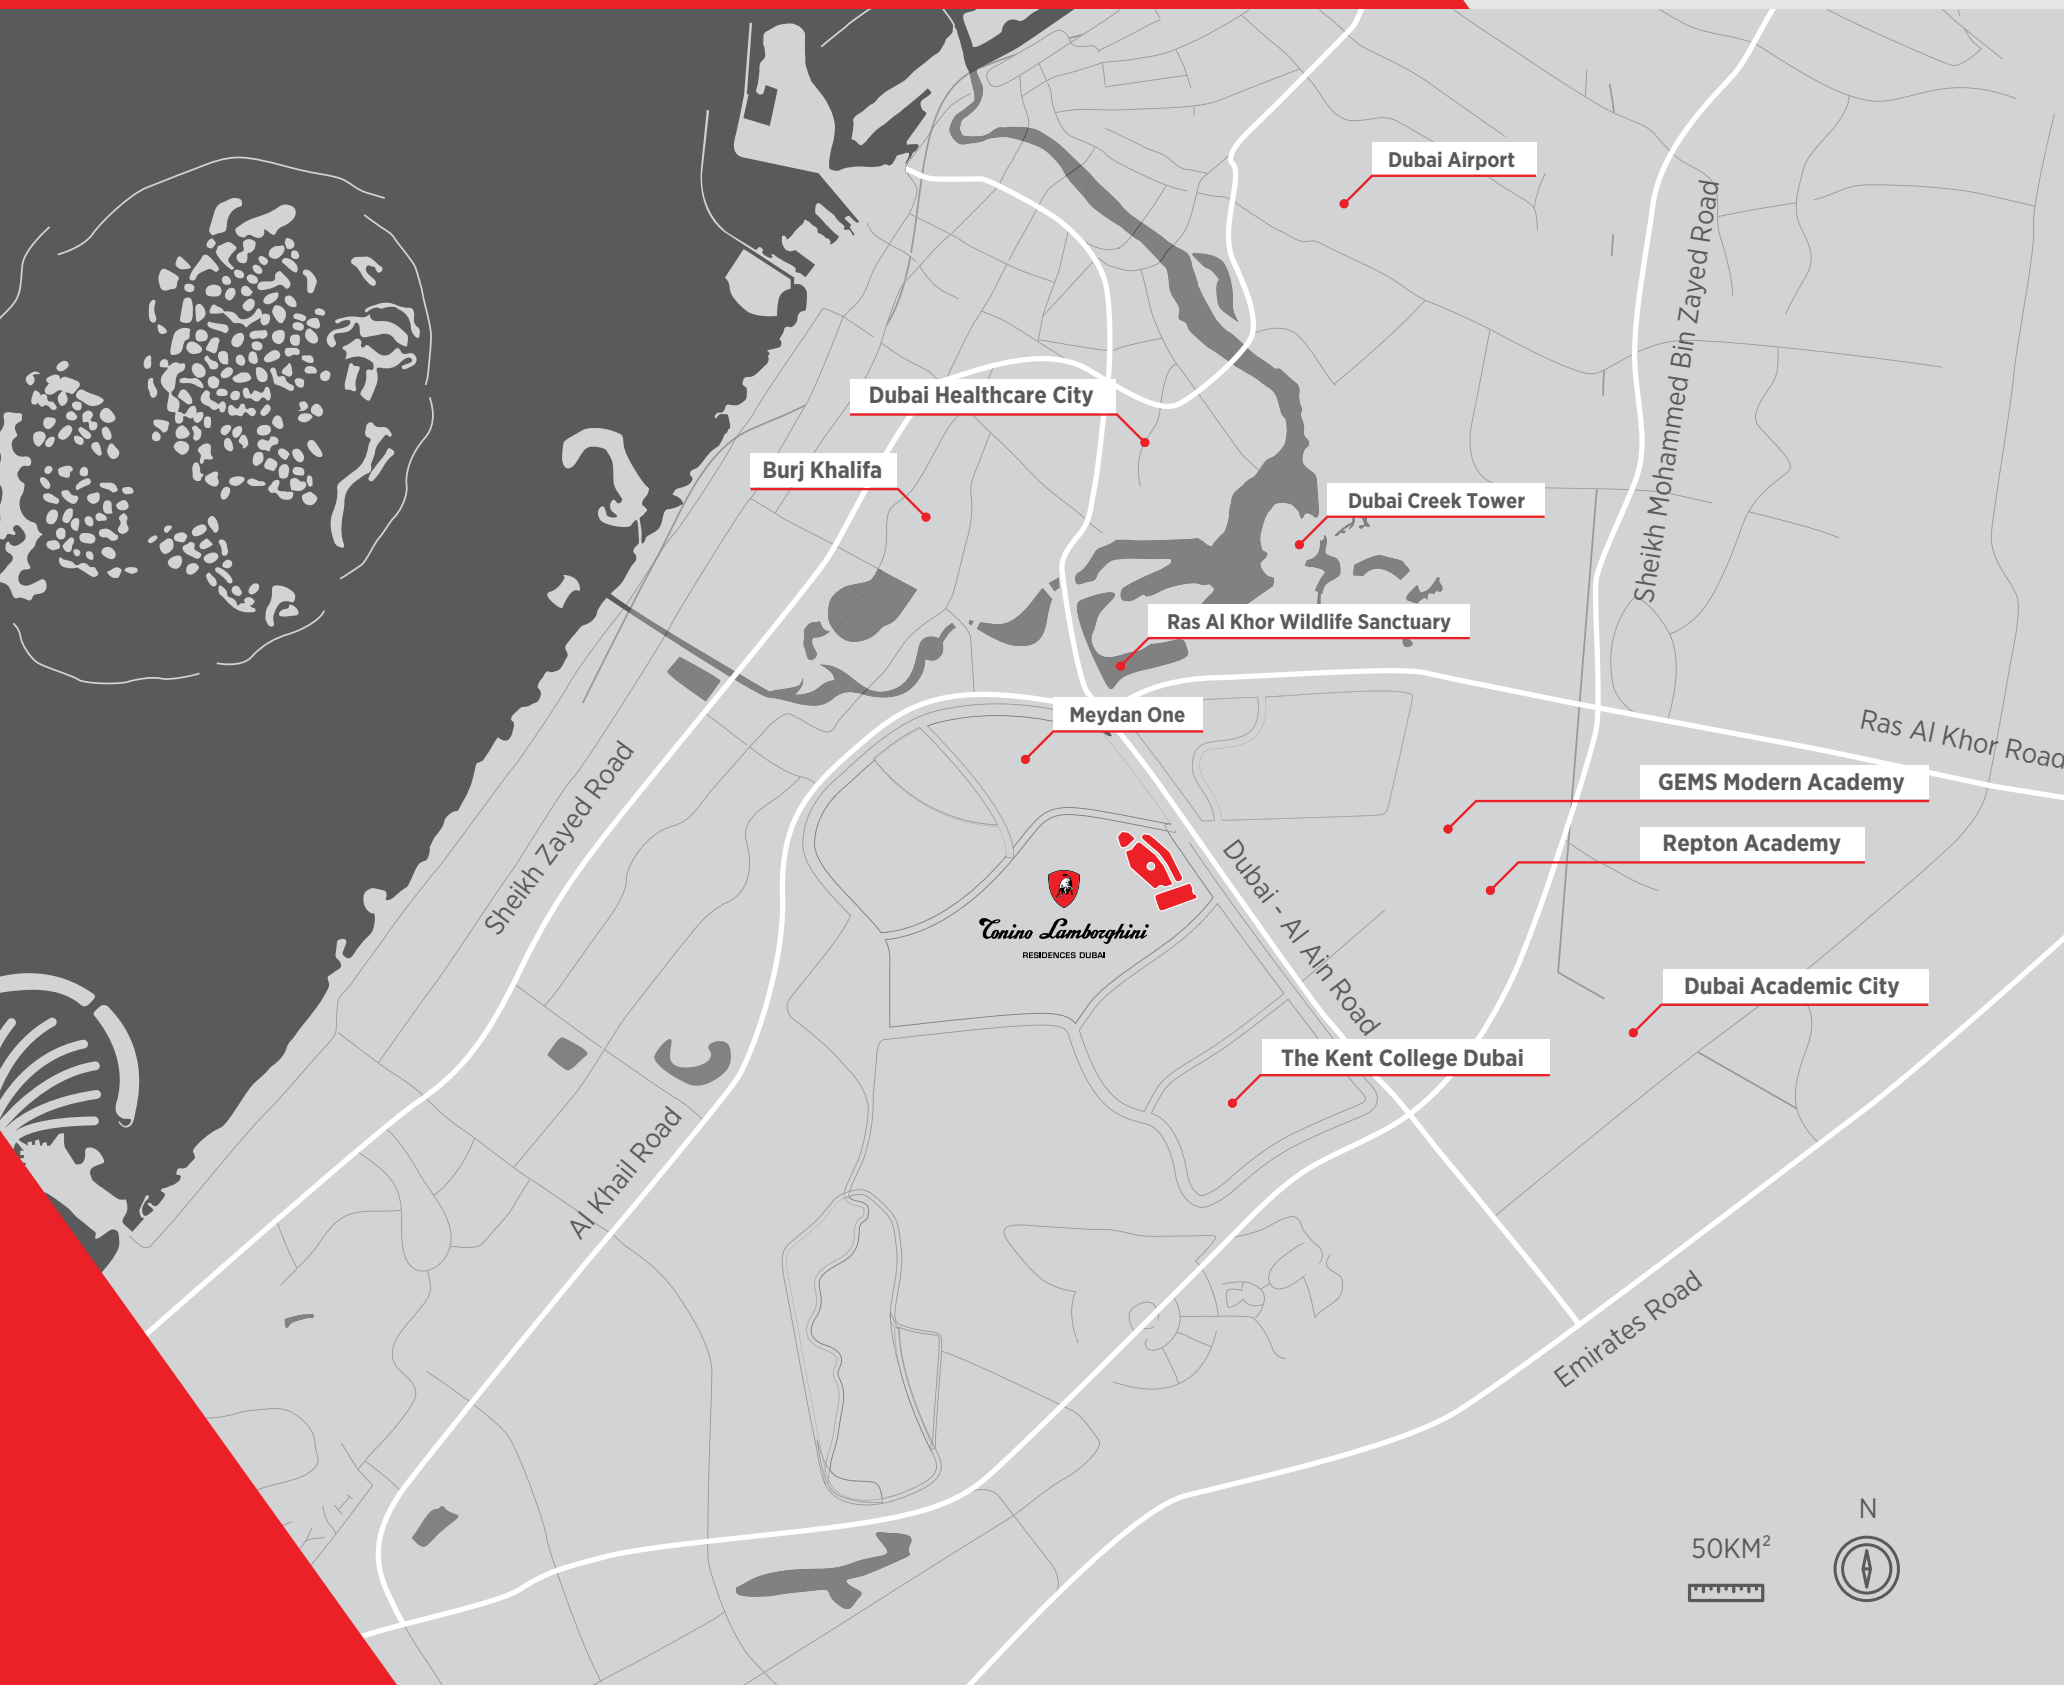 Dubai Airport
Sheikh Mohammed Bin Zayed Road
Dubai Healthcare City
Burj Khalifa
Dubai Creek Tower
Ras Al Khor Wildlife Sanctuary
Meydan One
Ras Al Khor Road
Sheikh Zayed Road
GEMS Modern Academy
Repton Academy
Dubai - Al Ain Road
Tonino Lamborghini
RESIDENCES DUBAI
Dubai Academic City
The Kent College Dubai
Al Khail Road
Emirates Road
N
50KM²